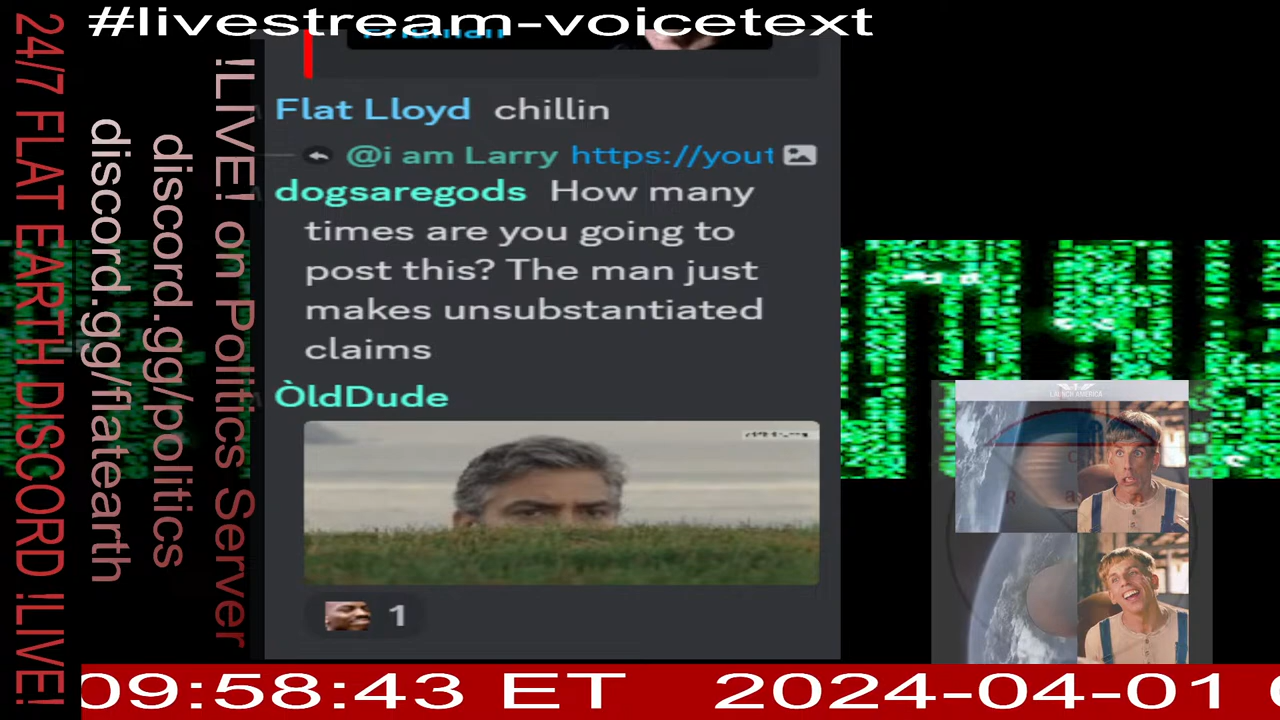 #livestream-voicetext
24/7 FLAT EARTH DISCORD !LIVE!
discord.gg/flatearth
discord.gg/politics
!LIVE! on Politics Server
Flat Lloyd chillin
@i am Larry https://yout
dogsaregods How many
times are you going to
post this? The man just
makes unsubstantiated
claims
ÒldDude
1
LAUNCH AMERICA
09:58:43 ET 2024-04-01